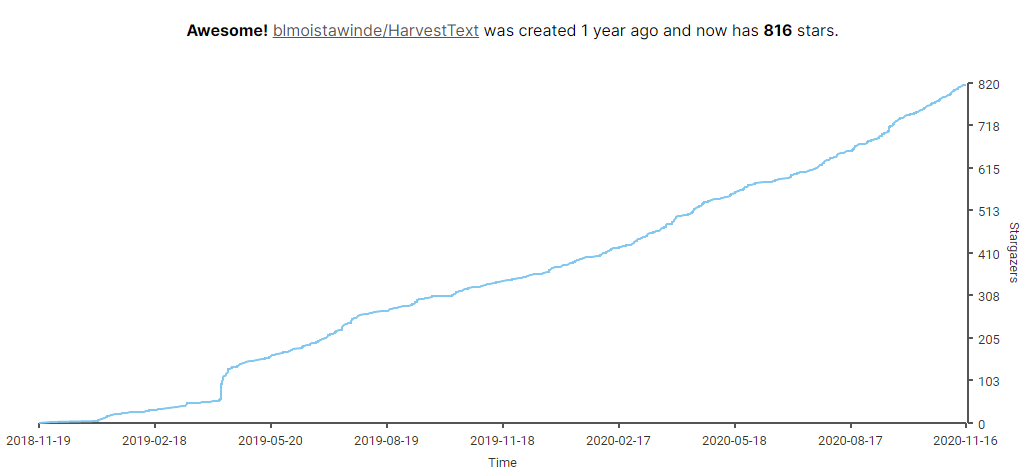 Awesome! blmoistawinde/HarvestText was created 1 year ago and now has 816 stars.
820
718
615
513
410
308
205
103
0
Stargazers
2018-11-19 2019-02-18 2019-05-20 2019-08-19 2019-11-18 2020-02-17 2020-05-18 2020-08-17 2020-11-16
Time